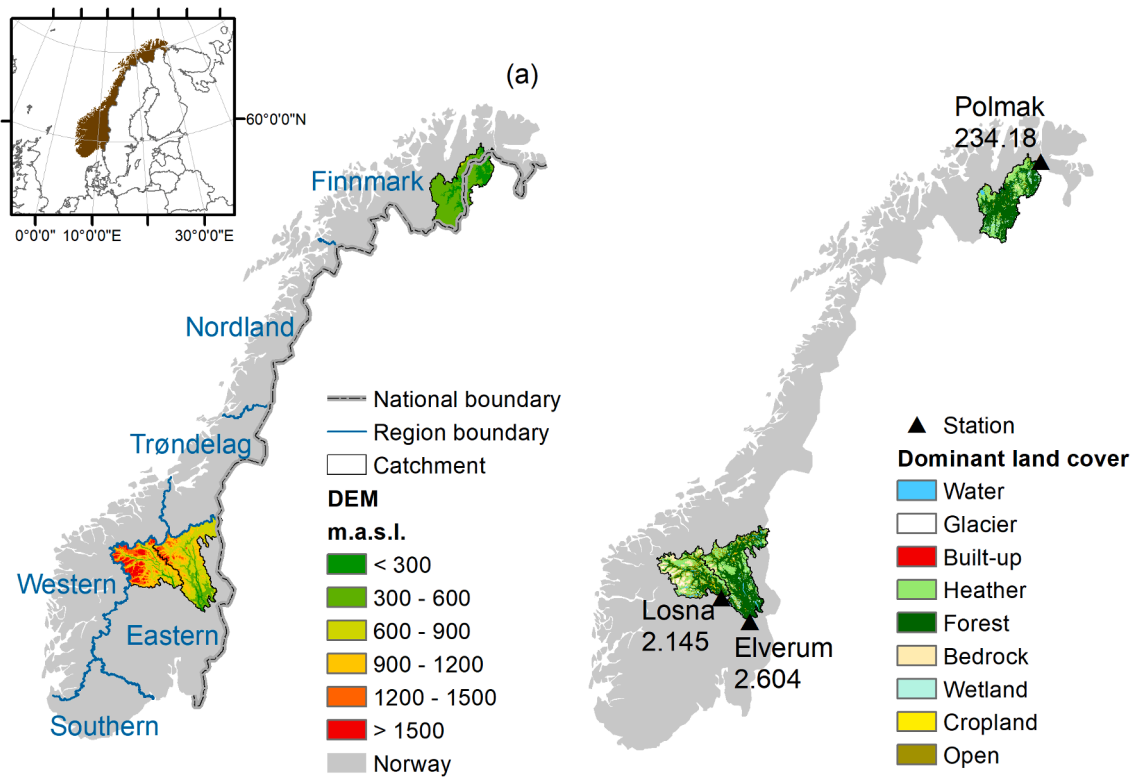 (a)
60°0'0"N
0°0'0" 10°0'0"E 30°0'0"E
Finnmark
Nordland
Trøndelag
Western
Eastern
Southern
National boundary
Region boundary
Catchment
DEM
m.a.s.l.
< 300
300 - 600
600 - 900
900 - 1200
1200 - 1500
> 1500
Norway
Polmak
234.18
Losna
2.145
Elverum
2.604
Station
Dominant land cover
Water
Glacier
Built-up
Heather
Forest
Bedrock
Wetland
Cropland
Open